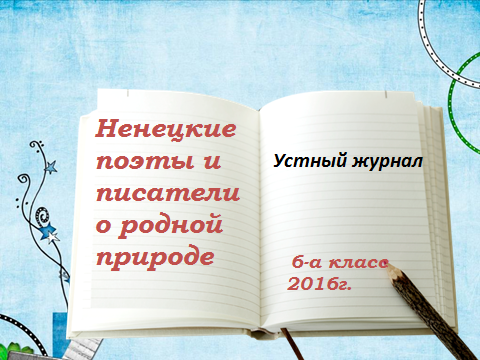 Ненецкие
поэты и
писатели
о родной
природе
Устный журнал
6-а класс
2016г.